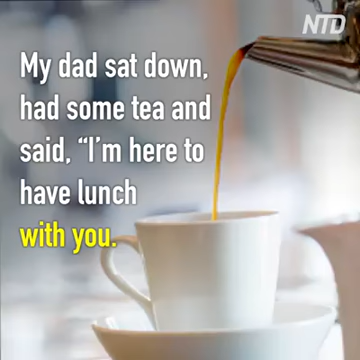 NTD
My dad sat down,
had some tea and
said, “I’m here to
have lunch
with you.